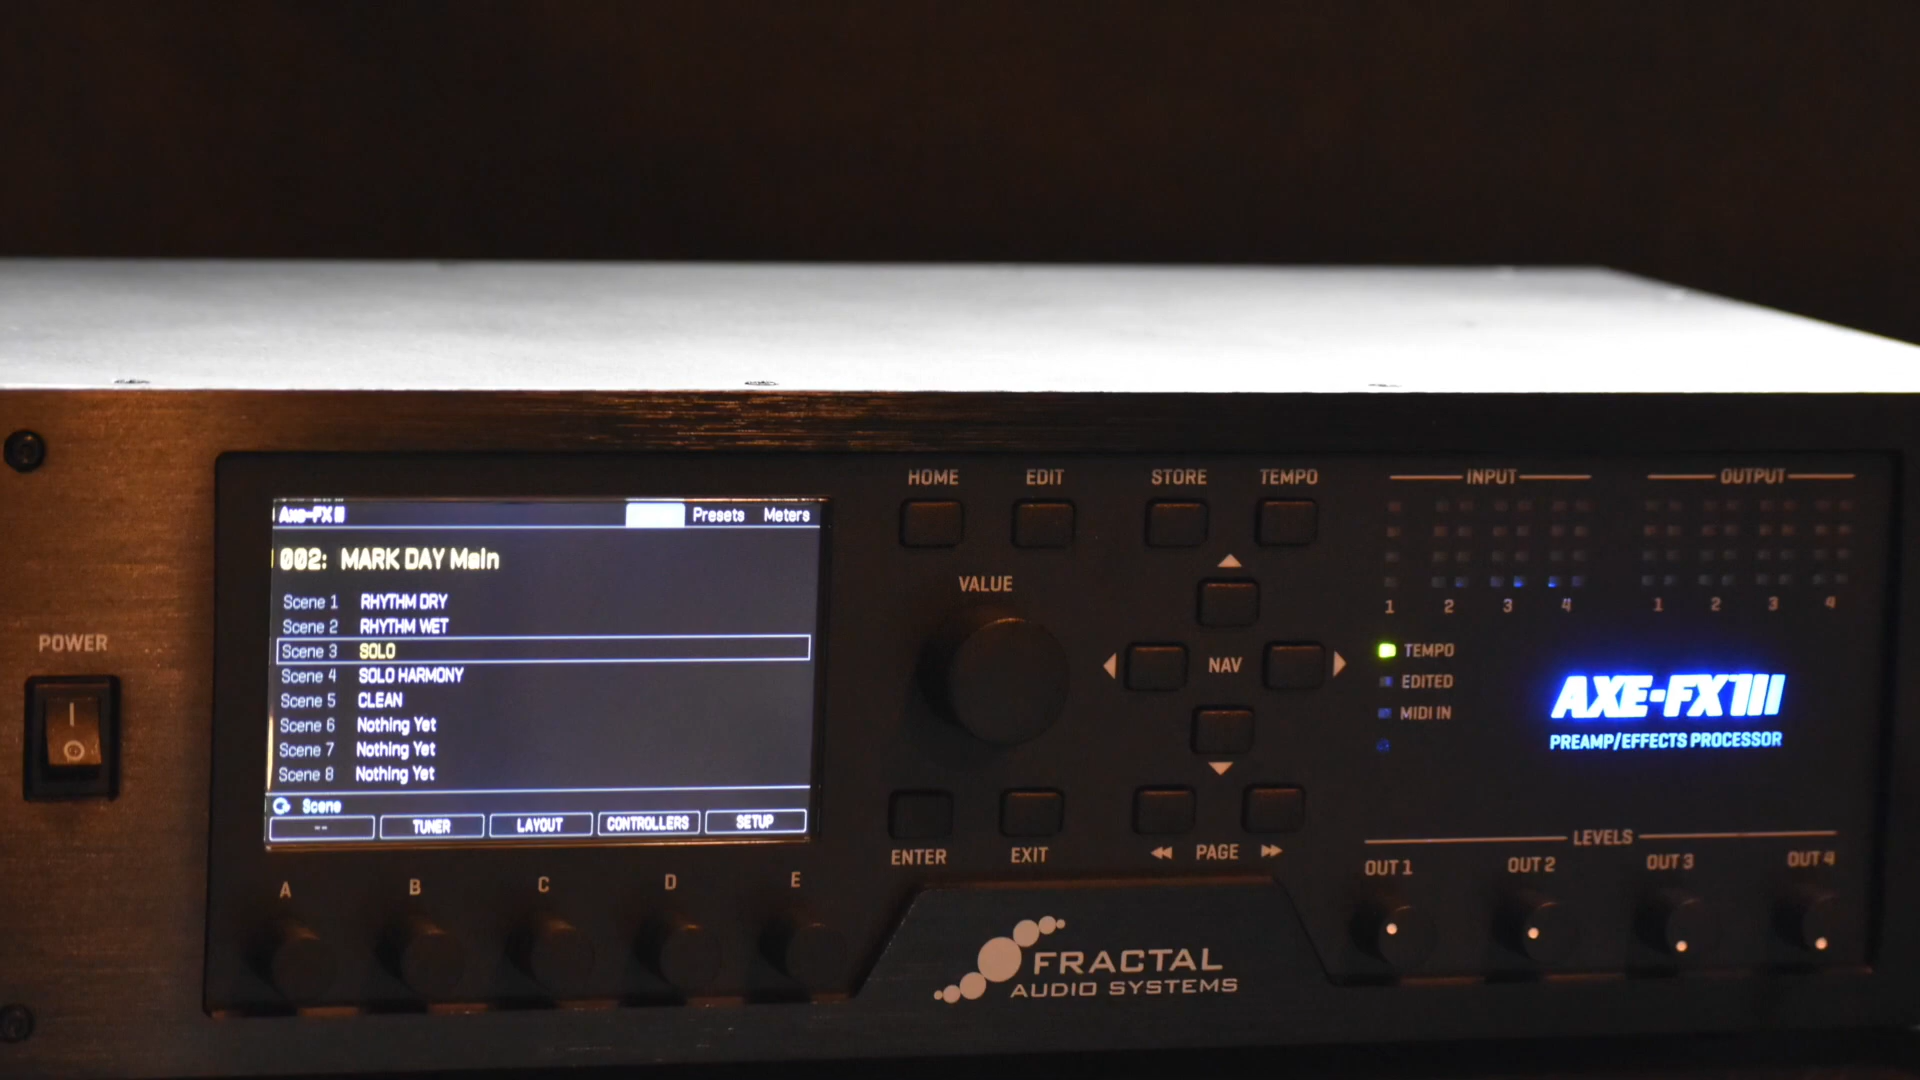 Axe-FX III
Presets Meters
002: MARK DAY Main
Scene 1 RHYTHM DRY
Scene 2 RHYTHM WET
Scene 3 SOLO
Scene 4 SOLO HARMONY
Scene 5 CLEAN
Scene 6 Nothing Yet
Scene 7 Nothing Yet
Scene 8 Nothing Yet
Scene
-- TUNER LAYOUT CONTROLLERS SETUP
A B C D E
POWER
HOME EDIT STORE TEMPO
VALUE
NAV
ENTER EXIT PAGE
FRACTAL
AUDIO SYSTEMS
INPUT OUTPUT
1 2 3 4 1 2 3 4
TEMPO
EDITED
MIDI IN
AXE-FX III
PREAMP/EFFECTS PROCESSOR
LEVELS
OUT 1 OUT 2 OUT 3 OUT 4